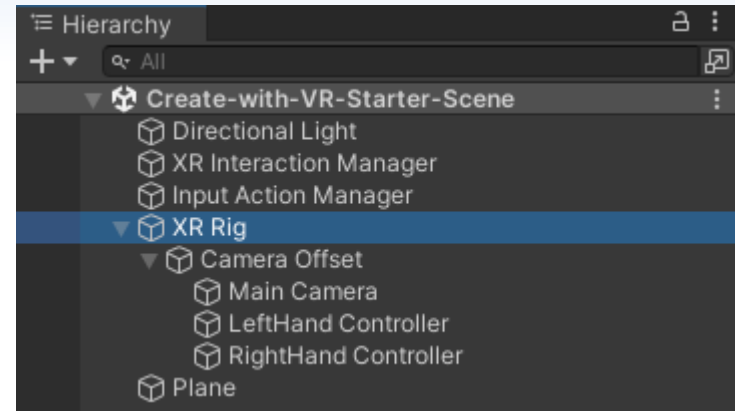 Hierarchy
All
Create-with-VR-Starter-Scene
Directional Light
XR Interaction Manager
Input Action Manager
XR Rig
Camera Offset
Main Camera
LeftHand Controller
RightHand Controller
Plane